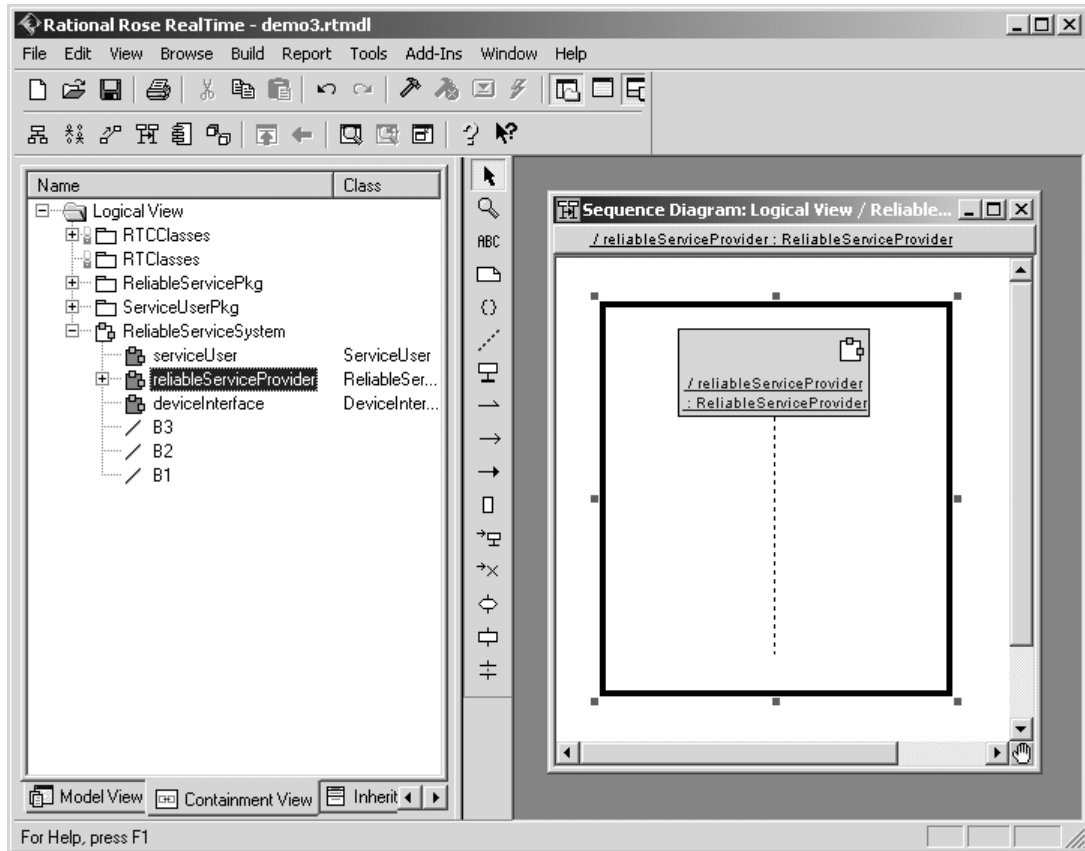 Rational Rose RealTime - demo3.rtmdl
File Edit View Browse Build Report Tools Add-Ins Window Help
Name Class
Logical View
RTCClasses
RTClasses
ReliableServicePkg
ServiceUserPkg
ReliableServiceSystem
serviceUser ServiceUser
reliableServiceProvider ReliableSer...
deviceInterface DeviceInter...
B3
B2
B1
Model View Containment View Inherit
ABC
Sequence Diagram: Logical View / Reliable...
/ reliableServiceProvider : ReliableServiceProvider
/ reliableServiceProvider
: ReliableServiceProvider
For Help, press F1